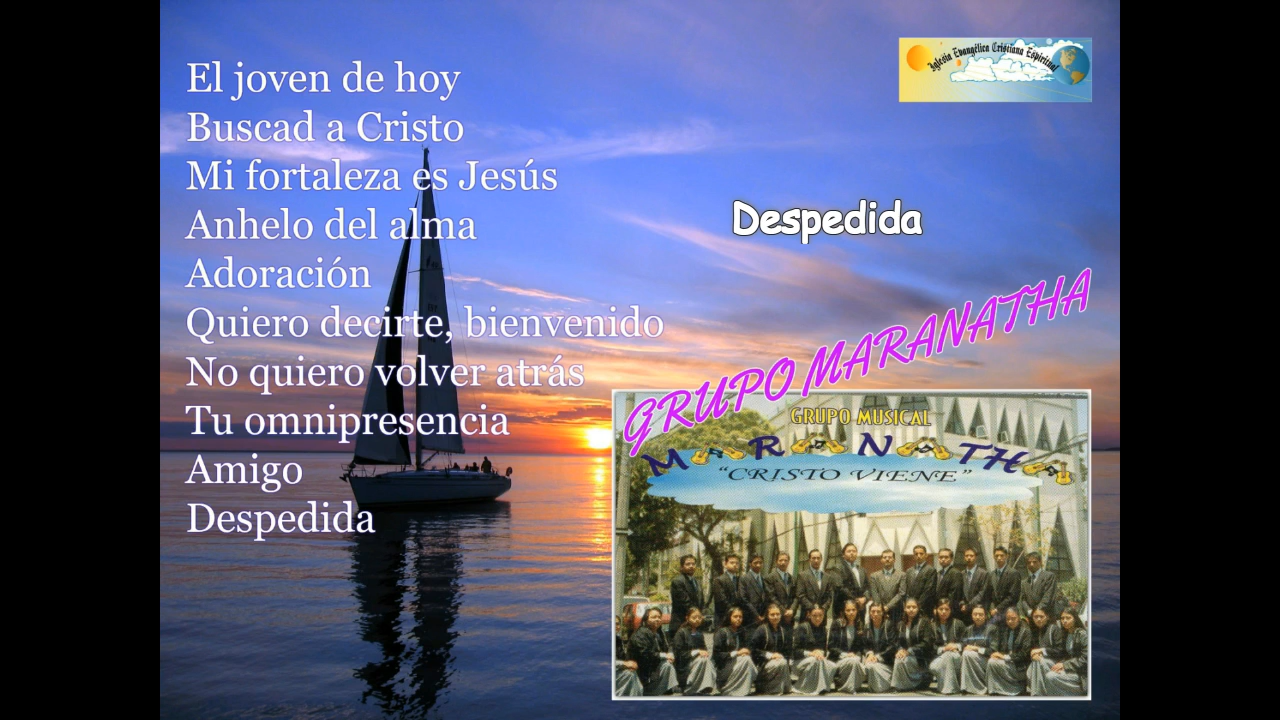 El joven de hoy
Buscad a Cristo
Mi fortaleza es Jesús
Anhelo del alma
Adoración
Quiero decirte, bienvenido
No quiero volver atrás
Tu omnipresencia
Amigo
Despedida
Iglesia Evangélica Cristiana Espiritual
Despedida
GRUPO MARANATHA
GRUPO MUSICAL
MARANATHA
“CRISTO VIENE”